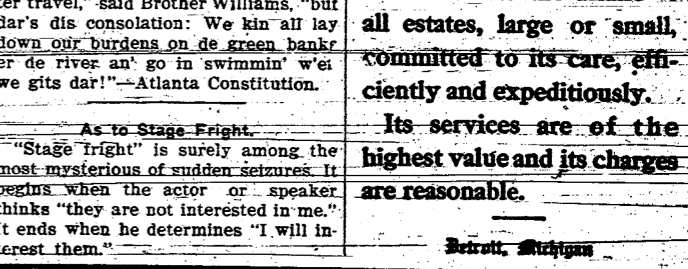 ter travel," said Brother Williams, "but
dar's dis consolation: We kin all lay
down our burdens on de green banks
er de river an' go in swimmin' w'en
we gits dar!"—Atlanta Constitution.
As to Stage Fright.
"Stage fright" is surely among the
most mysterious of sudden seizures. It
begins when the actor or speaker
thinks "they are not interested in me."
It ends when he determines "I will in-
terest them."
all estates, large or small,
committed to its care, effi-
ciently and expeditiously.
Its services are of the
highest value and its charges
are reasonable.
Detroit, Michigan